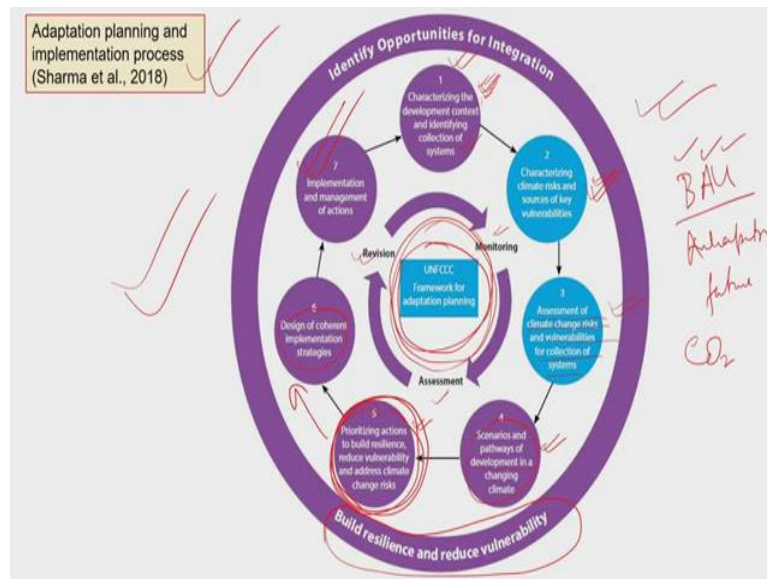 Adaptation planning and
implementation process
(Sharma et al., 2018)
Identify Opportunities for Integration
1
Characterizing the
development context
and identifying
collection of
systems
2
Characterizing
climate risks and
sources of key
vulnerabilities
3
Assessment of
climate change risks
and vulnerabilities
for collection of
systems
4
Scenarios and
pathways of
development in a
changing
climate
5
Prioritizing actions
to build resilience,
reduce vulnerability
and address climate
change risks
6
Design of coherent
implementation
strategies
7
Implementation
and management
of actions
Revision
Monitoring
Assessment
UNFCCC
Framework for
adaptation planning
Build resilience and reduce vulnerability
BAU
future
CO2